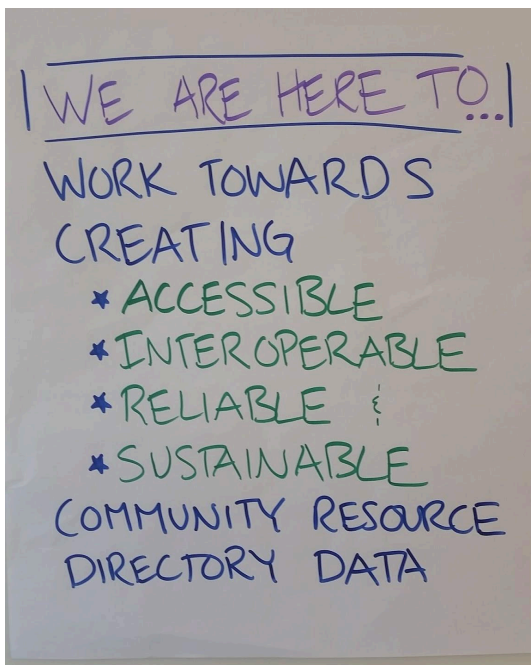 WE ARE HERE TO...
WORK TOWARDS
CREATING
★ ACCESSIBLE
★ INTEROPERABLE
★ RELIABLE &
★ SUSTAINABLE
COMMUNITY RESOURCE
DIRECTORY DATA